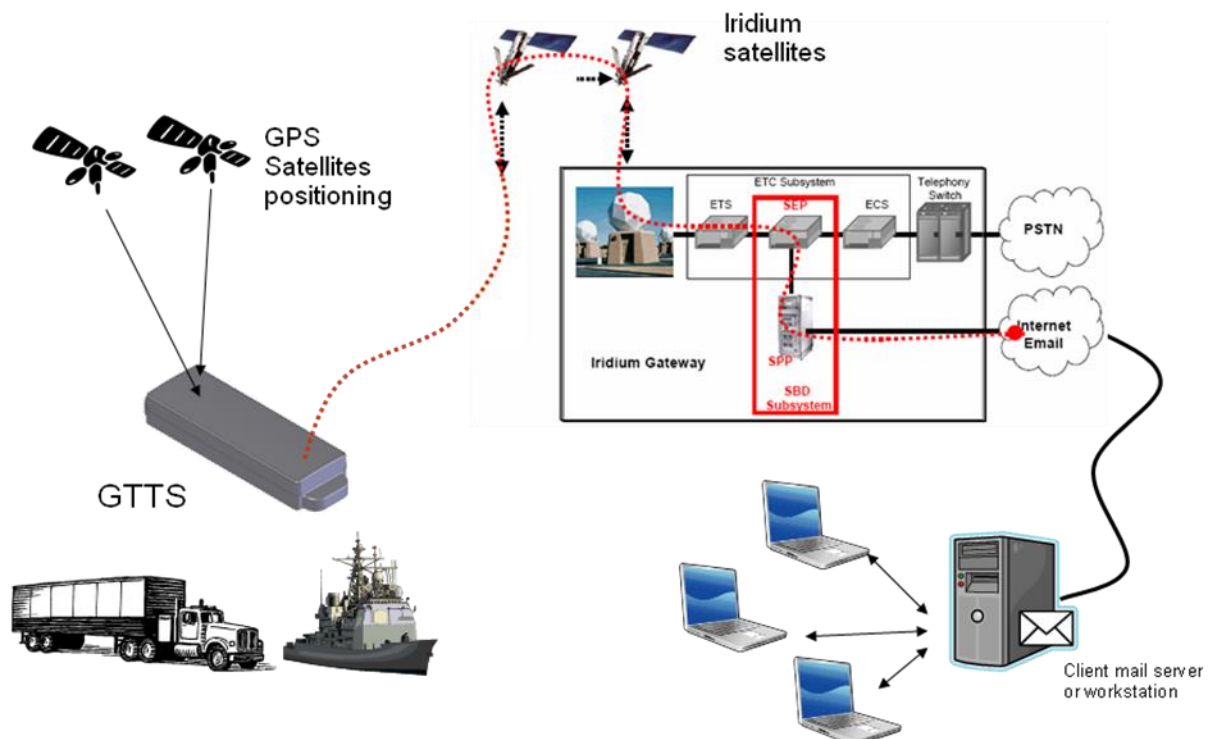 Iridium
satellites
GPS
Satellites
positioning
ETC Subsystem
Telephony
Switch
ETS
SEP
ECS
PSTN
Internet
Email
Iridium Gateway
SPP
SBD
Subsystem
GTTS
Client mail server
or workstation